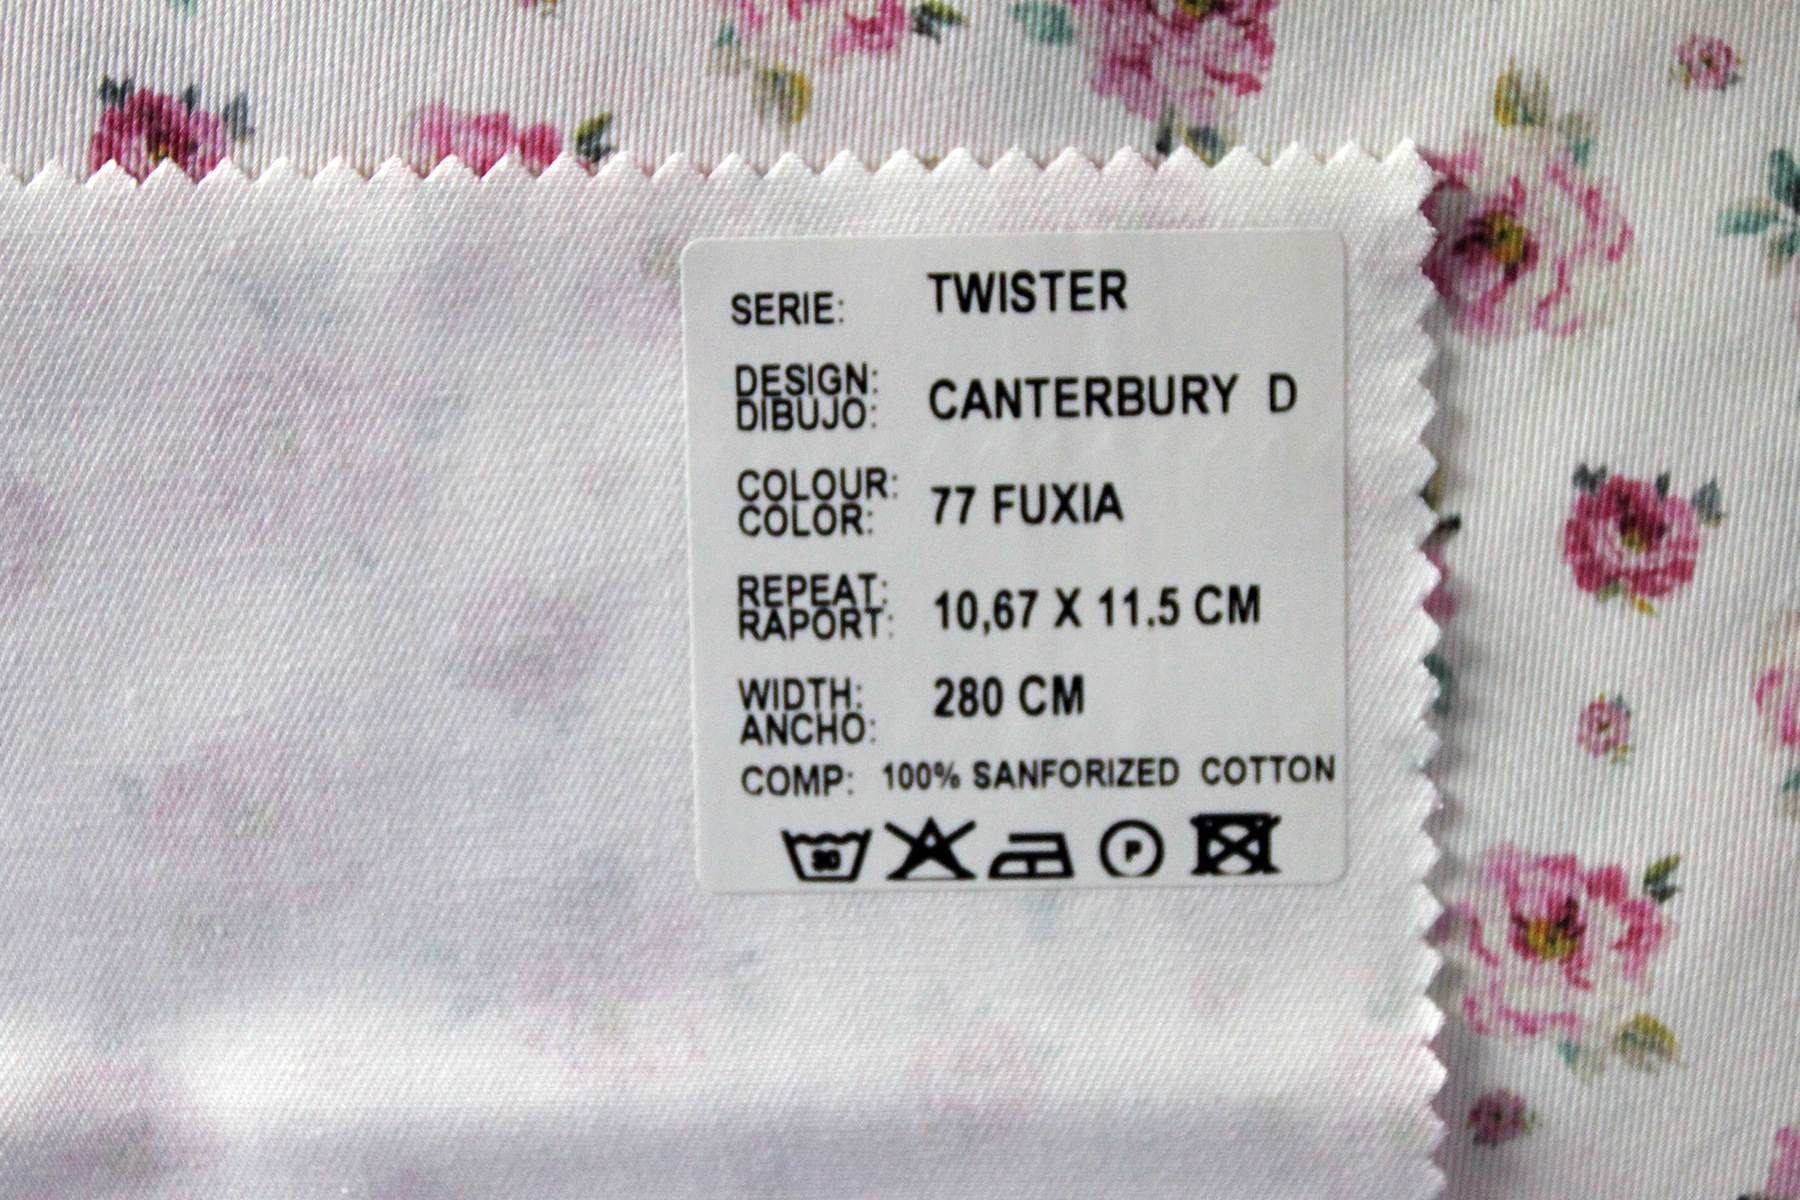 SERIE: TWISTER
DESIGN:
DIBUJO: CANTERBURY D
COLOUR:
COLOR: 77 FUXIA
REPEAT:
RAPORT: 10,67 X 11.5 CM
WIDTH:
ANCHO: 280 CM
COMP: 100% SANFORIZED COTTON
P